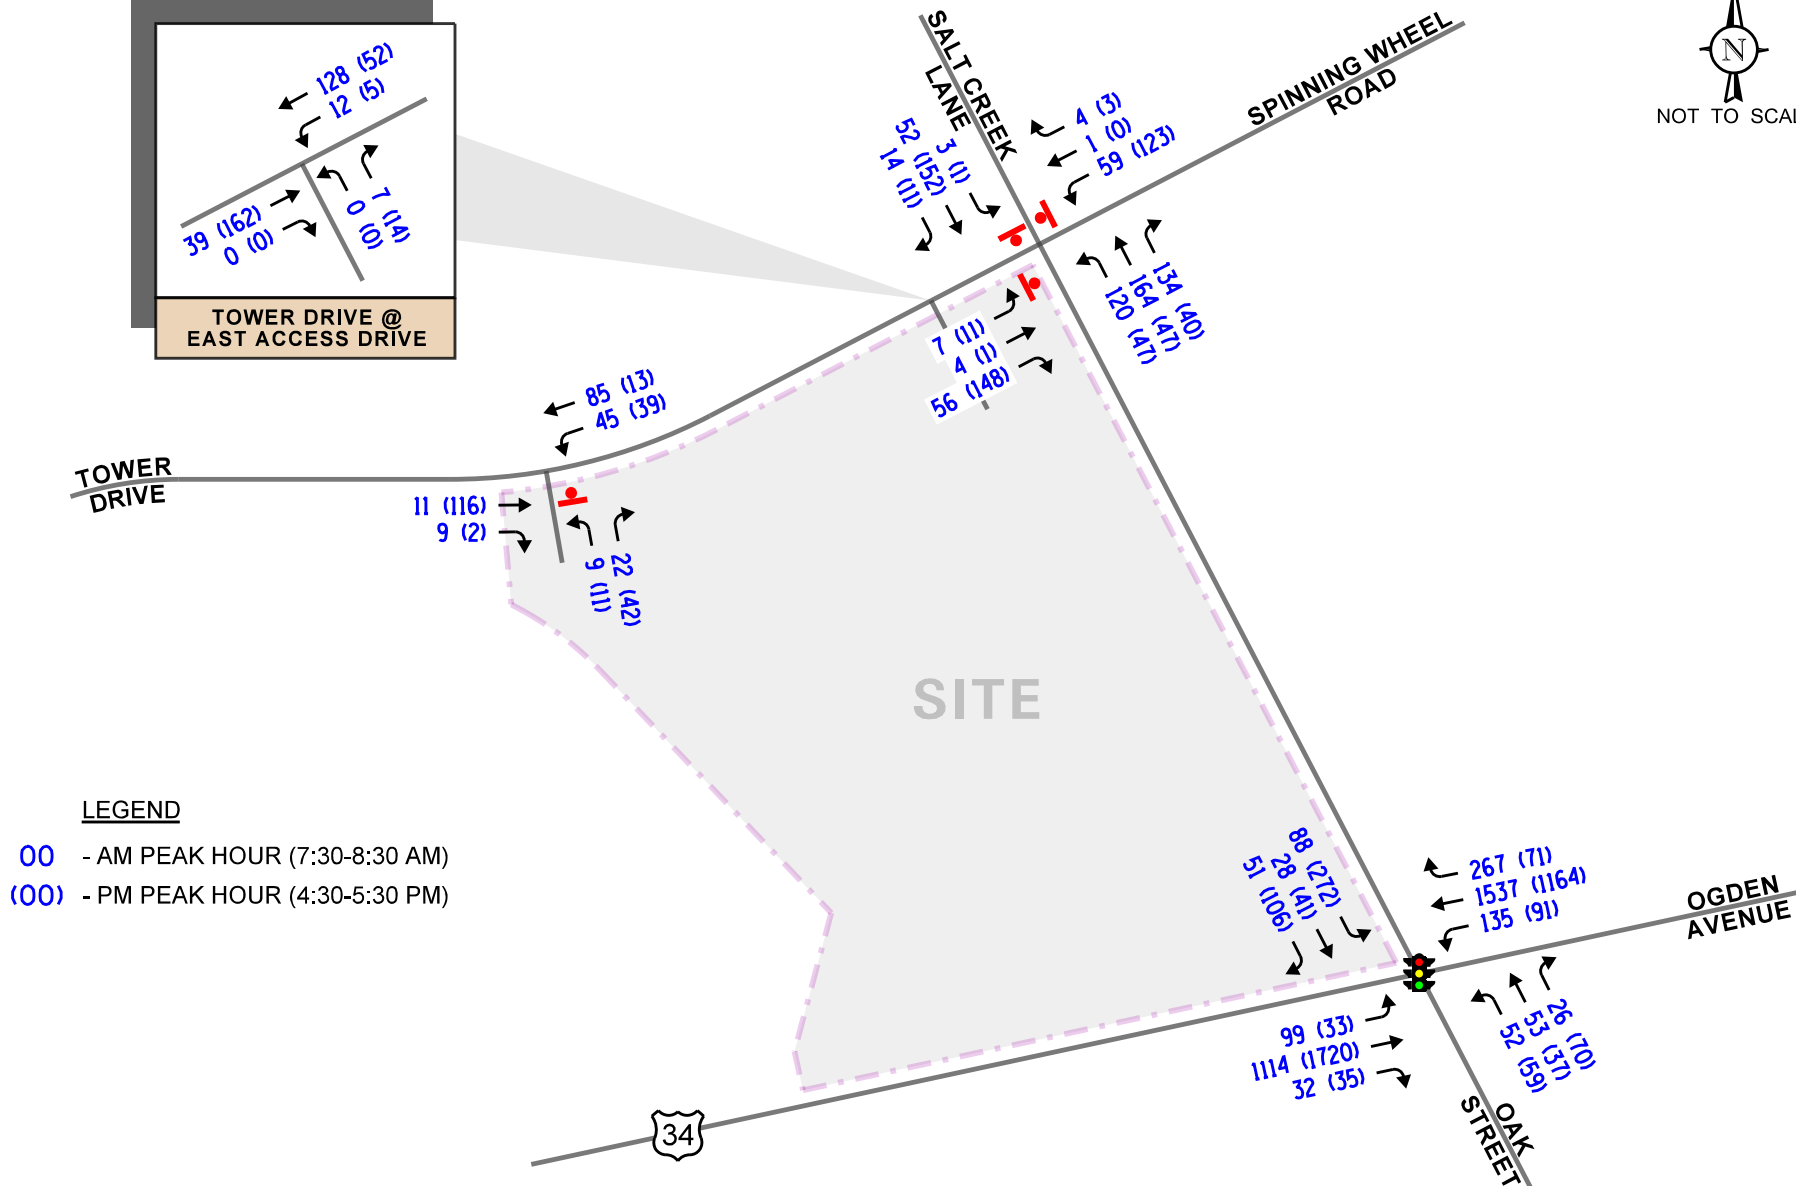 128 (52)
12 (5)
39 (162)
0 (0)
7 (14)
0 (0)
TOWER DRIVE @
EAST ACCESS DRIVE
SALT CREEK
LANE
SPINNING WHEEL
ROAD
N
NOT TO SCAL
3 (1)
52 (152)
14 (11)
4 (3)
1 (0)
59 (123)
134 (40)
164 (47)
120 (47)
7 (11)
4 (1)
56 (148)
85 (13)
45 (39)
TOWER
DRIVE
11 (116)
9 (2)
22 (42)
9 (11)
SITE
LEGEND
00 - AM PEAK HOUR (7:30-8:30 AM)
(00) - PM PEAK HOUR (4:30-5:30 PM)
88 (272)
28 (41)
51 (106)
267 (71)
1537 (1164)
135 (91)
OGDEN
AVENUE
99 (33)
1114 (1720)
32 (35)
26 (70)
53 (37)
52 (59)
34
OAK
STREET